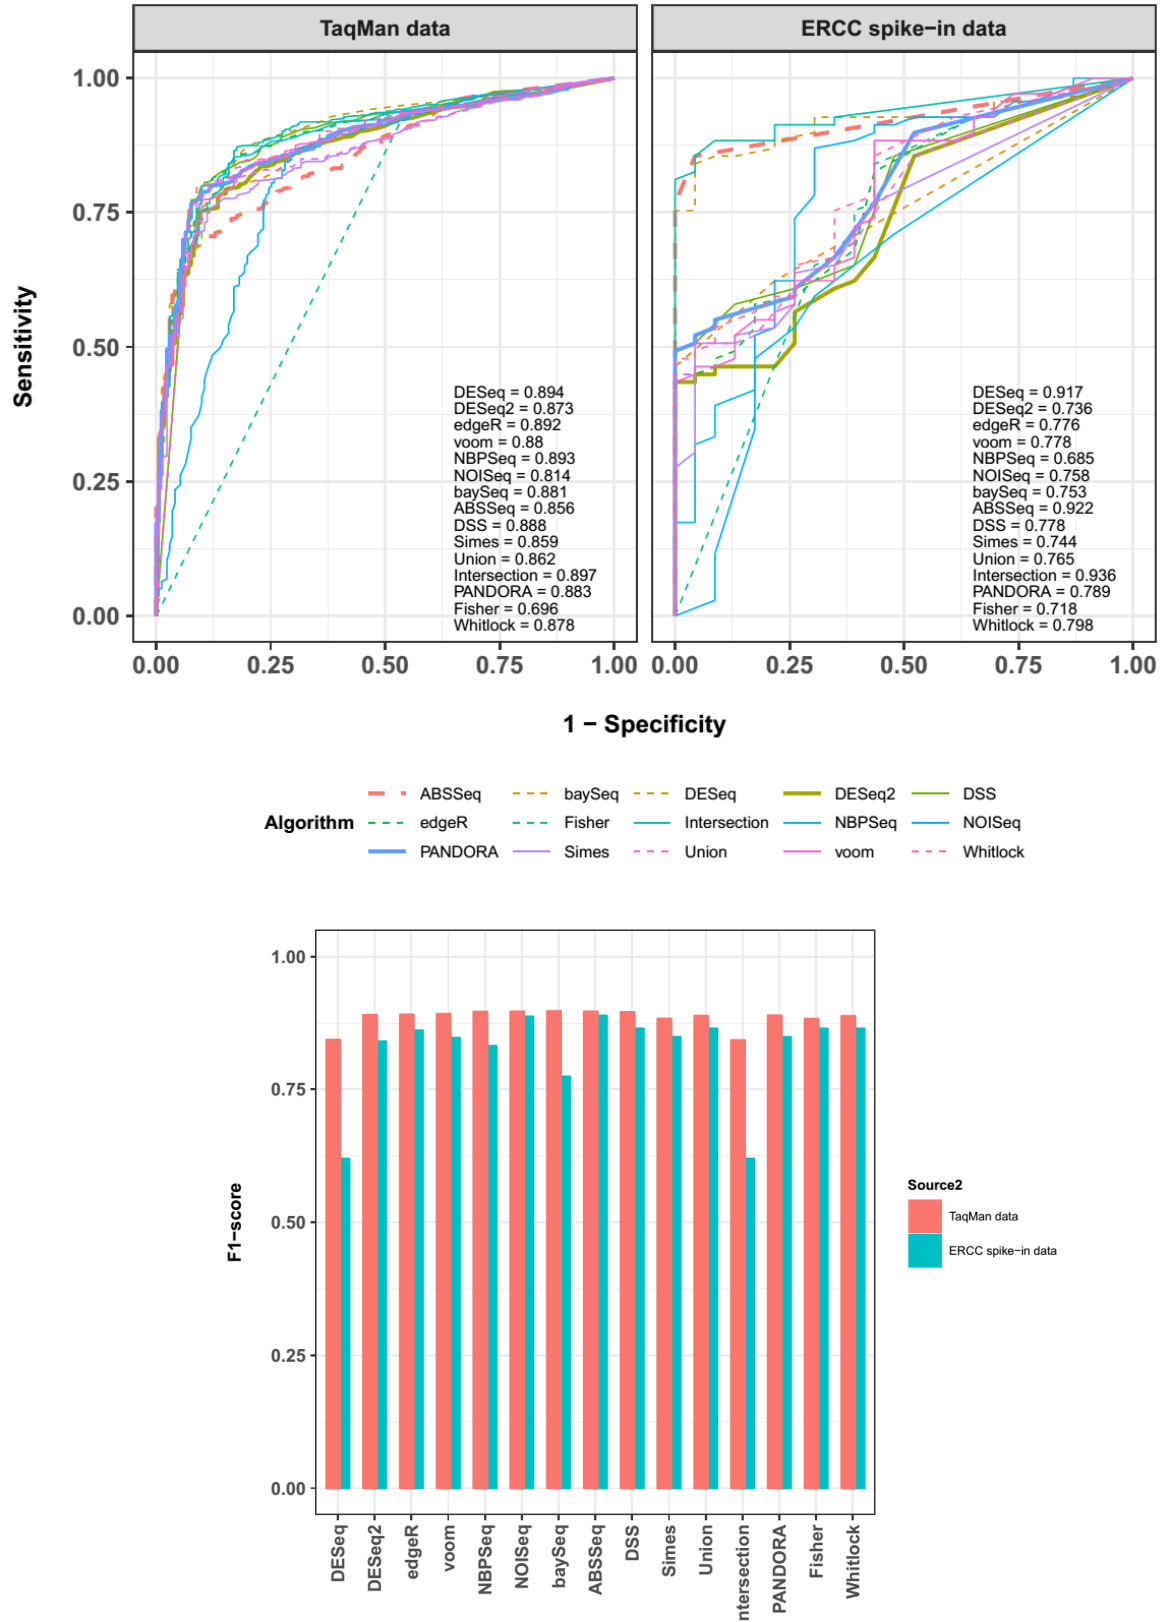 TaqMan data
ERCC spike−in data
Sensitivity
1.00
0.75
0.50
0.25
0.00
DESeq = 0.894
DESeq2 = 0.873
edgeR = 0.892
voom = 0.88
NBPSeq = 0.893
NOISeq = 0.814
baySeq = 0.881
ABSSeq = 0.856
DSS = 0.888
Simes = 0.859
Union = 0.862
Intersection = 0.897
PANDORA = 0.883
Fisher = 0.696
Whitlock = 0.878
DESeq = 0.917
DESeq2 = 0.736
edgeR = 0.776
voom = 0.778
NBPSeq = 0.685
NOISeq = 0.758
baySeq = 0.753
ABSSeq = 0.922
DSS = 0.778
Simes = 0.744
Union = 0.765
Intersection = 0.936
PANDORA = 0.789
Fisher = 0.718
Whitlock = 0.798
0.00 0.25 0.50 0.75 1.00
0.00 0.25 0.50 0.75 1.00
1 − Specificity
Algorithm
ABSSeq baySeq DESeq DESeq2 DSS
edgeR Fisher Intersection NBPSeq NOISeq
PANDORA Simes Union voom Whitlock
F1−score
1.00
0.75
0.50
0.25
0.00
DESeq
DESeq2
edgeR
voom
NBPSeq
NOISeq
baySeq
ABSSeq
DSS
Simes
Union
ntersection
PANDORA
Fisher
Whitlock
Source2
TaqMan data
ERCC spike−in data